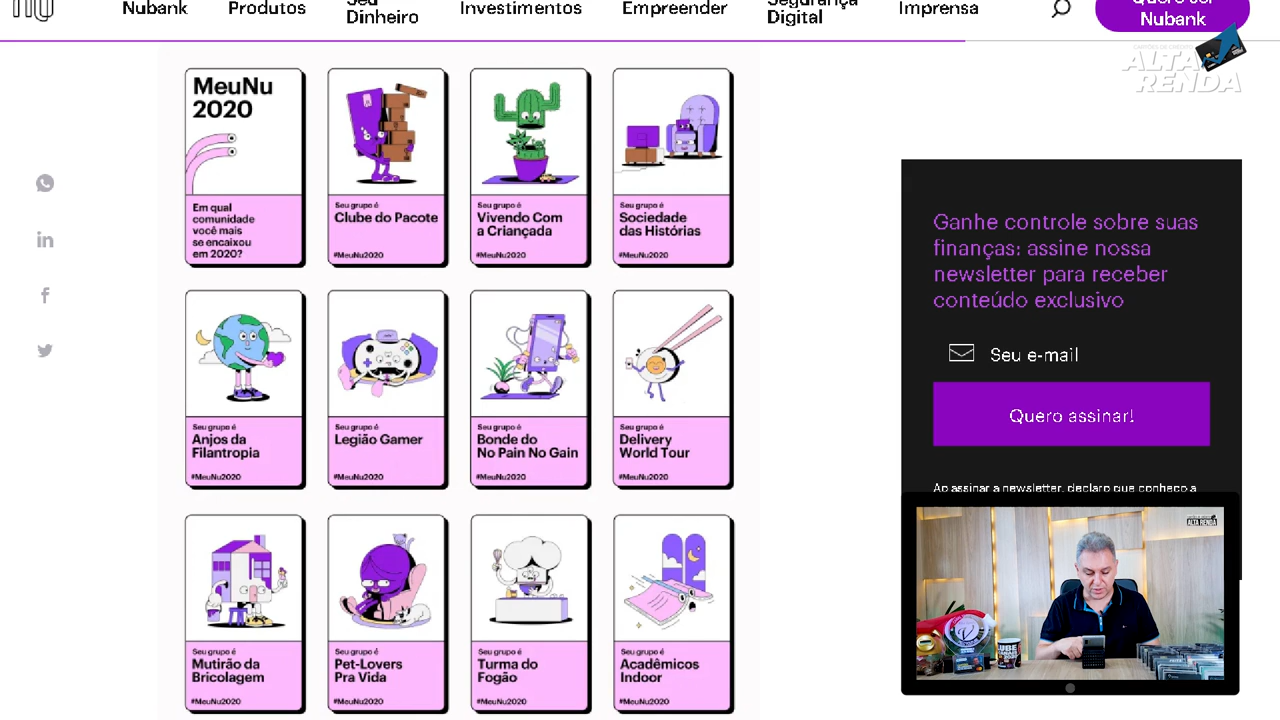 nu
Nubank
Produtos
Seu
Dinheiro
Investimentos
Empreender
Segurança
Digital
Imprensa
Quero ser
Nubank
CARTÕES DE CRÉDITO
ALTA
RENDA
MeuNu
2020
Em qual
comunidade
você mais
se encaixou
em 2020?
Seu grupo é
Clube do Pacote
#MeuNu2020
Seu grupo é
Vivendo Com
a Criançada
#MeuNu2020
Seu grupo é
Sociedade
das Histórias
#MeuNu2020
Seu grupo é
Anjos da
Filantropia
#MeuNu2020
Seu grupo é
Legião Gamer
#MeuNu2020
Seu grupo é
Bonde do
No Pain No Gain
#MeuNu2020
Seu grupo é
Delivery
World Tour
#MeuNu2020
Seu grupo é
Mutirão da
Bricolagem
#MeuNu2020
Seu grupo é
Pet-Lovers
Pra Vida
#MeuNu2020
Seu grupo é
Turma do
Fogão
#MeuNu2020
Seu grupo é
Acadêmicos
Indoor
#MeuNu2020
Ganhe controle sobre suas
finanças: assine nossa
newsletter para receber
conteúdo exclusivo
Seu e-mail
Quero assinar!
Ao assinar a newsletter, declaro que conheço a
ALTA
RENDA